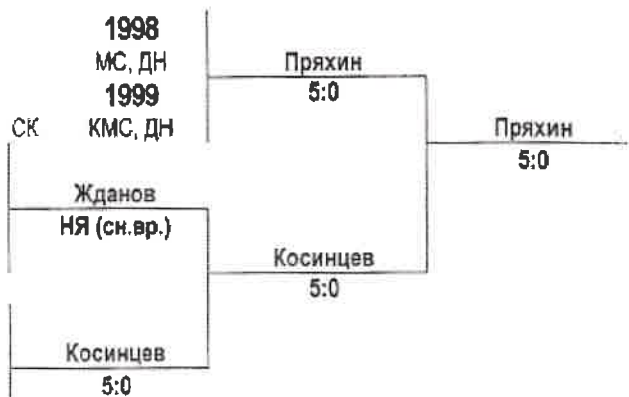 1998
МС, ДН
Пряхин
5:0
1999
СК КМС, ДН
Пряхин
5:0
Жданов
НЯ (сн.вр.)
Косинцев
5:0
Косинцев
5:0